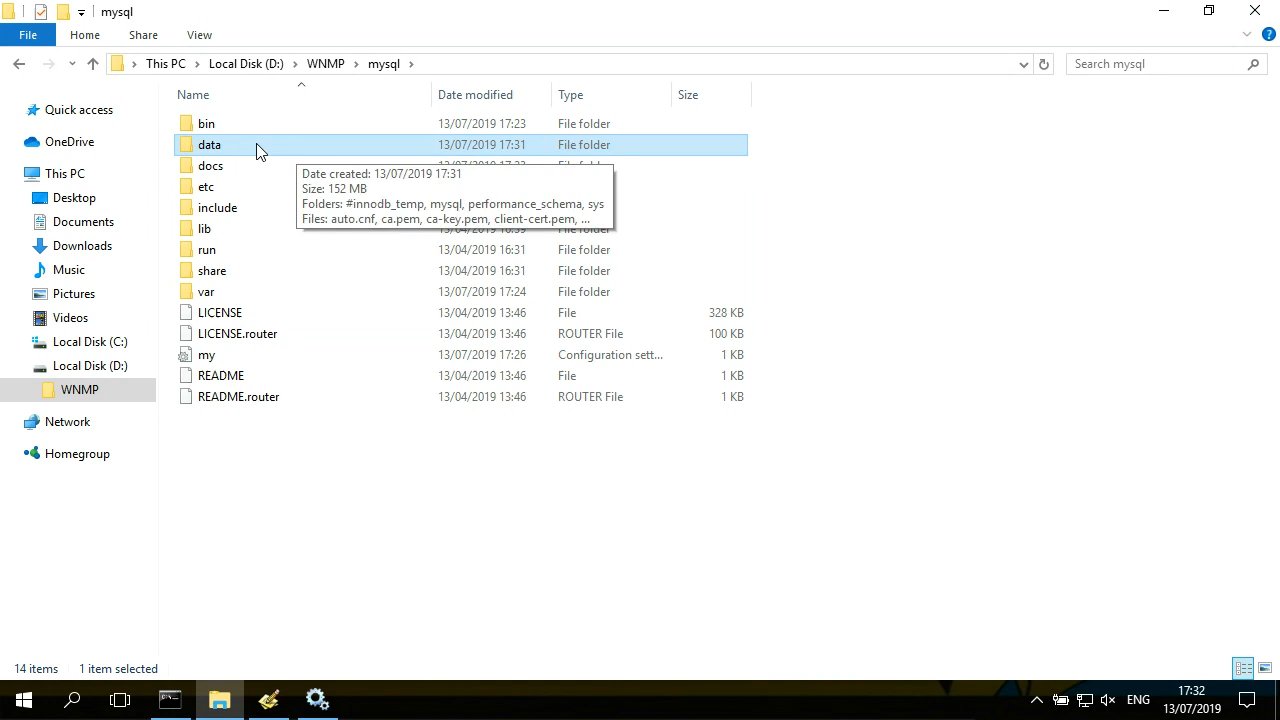 mysql
File Home Share View
This PC Local Disk (D:) WNMP mysql Search mysql
Name Date modified Type Size
Quick access
OneDrive
This PC
Desktop
Documents
Downloads
Music
Pictures
Videos
Local Disk (C:)
Local Disk (D:)
WNMP
Network
Homegroup
bin 13/07/2019 17:23 File folder
data 13/07/2019 17:31 File folder
docs
etc
include
lib
run 13/04/2019 16:31 File folder
share 13/04/2019 16:31 File folder
var 13/07/2019 17:24 File folder
LICENSE 13/04/2019 13:46 File 328 KB
LICENSE.router 13/04/2019 13:46 ROUTER File 100 KB
my 13/07/2019 17:26 Configuration sett... 1 KB
README 13/04/2019 13:46 File 1 KB
README.router 13/04/2019 13:46 ROUTER File 1 KB
Date created: 13/07/2019 17:31
Size: 152 MB
Folders: #innodb_temp, mysql, performance_schema, sys
Files: auto.cnf, ca.pem, ca-key.pem, client-cert.pem, ...
14 items 1 item selected
ENG
17:32
13/07/2019